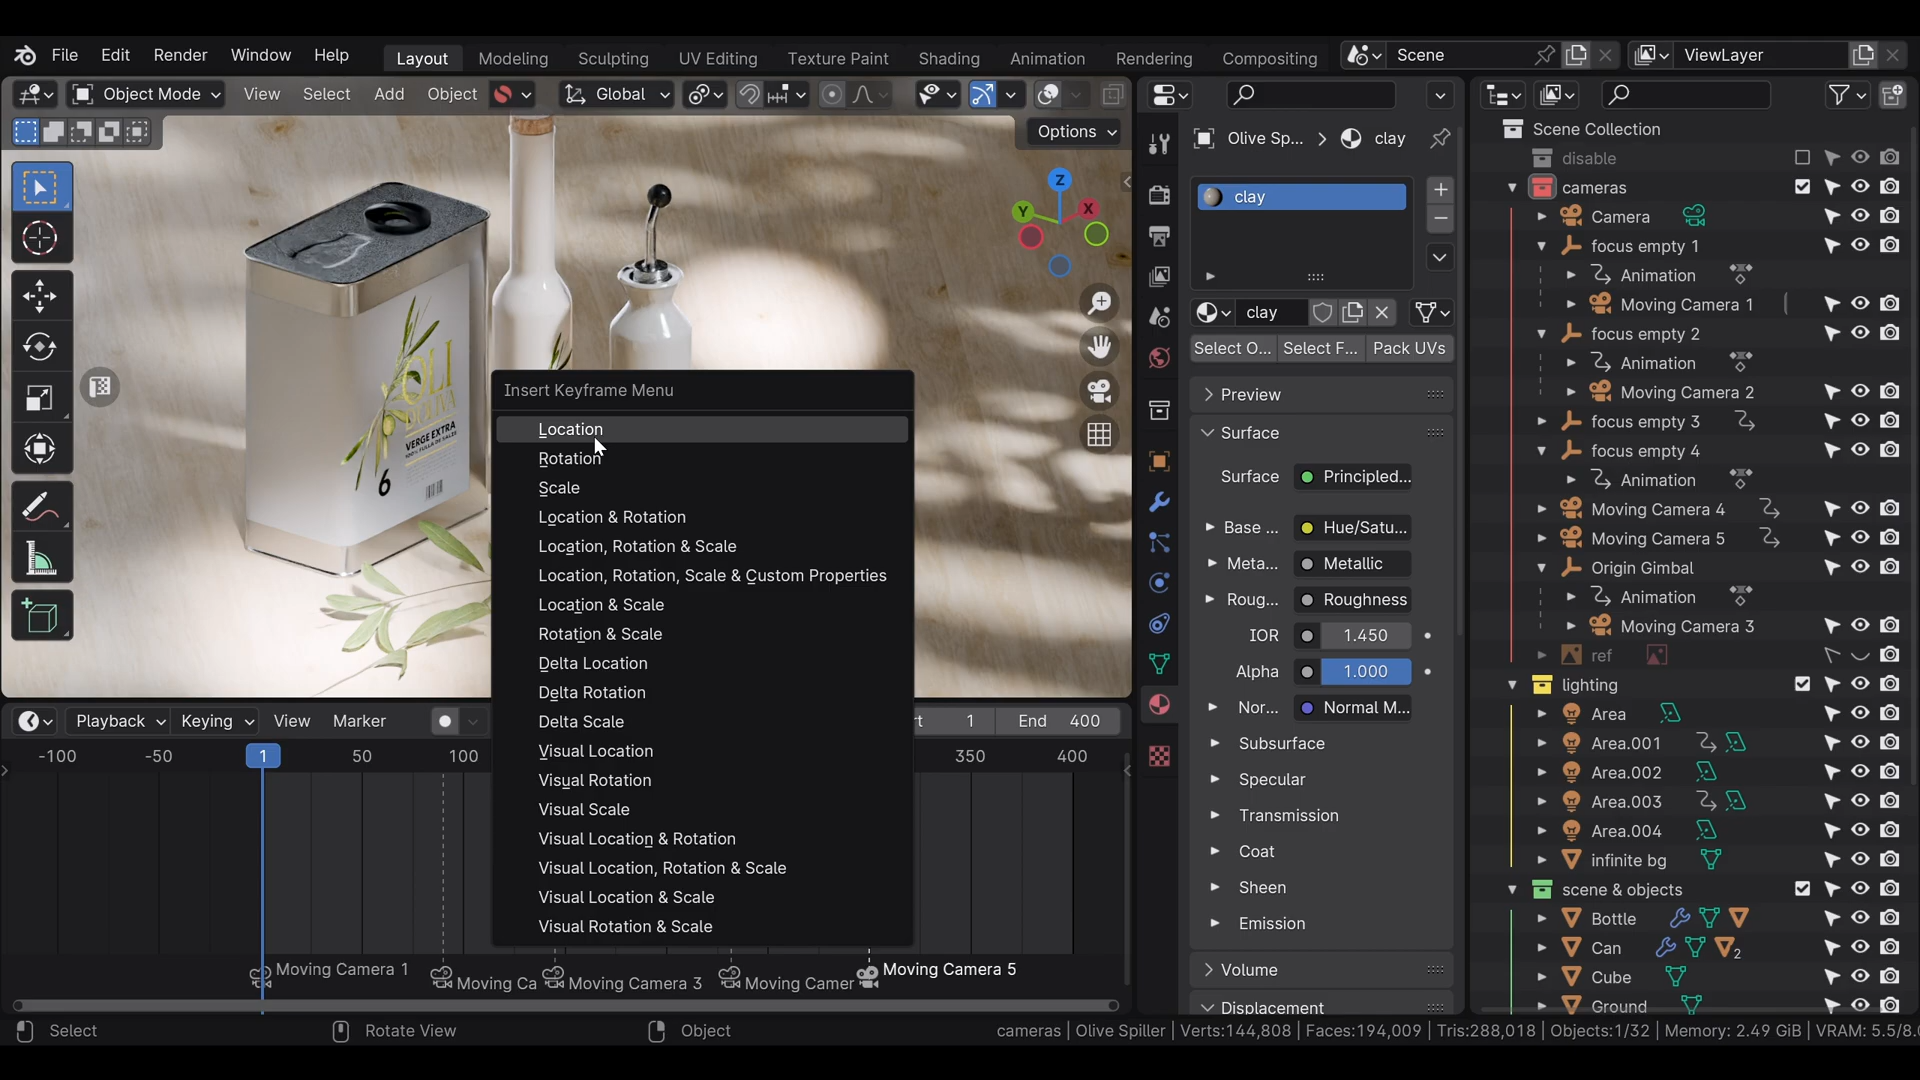 File Edit Render Window Help Layout Modeling Sculpting UV Editing Texture Paint Shading Animation Rendering Compositing Scene ViewLayer
Object Mode View Select Add Object Global
Options
Z
Y X
OLI
D'OLIVA
VERGE EXTRA
6
Insert Keyframe Menu
Location
Rotation
Scale
Location & Rotation
Location, Rotation & Scale
Location, Rotation, Scale & Custom Properties
Location & Scale
Rotation & Scale
Delta Location
Delta Rotation
Delta Scale
Visual Location
Visual Rotation
Visual Scale
Visual Location & Rotation
Visual Location, Rotation & Scale
Visual Location & Scale
Visual Rotation & Scale
Playback Keying View Marker
rt 1 End 400
-100 -50 1 50 100 350 400
Moving Camera 1 Moving Ca Moving Camera 3 Moving Camer Moving Camera 5
Olive Sp... clay
clay
clay
Select O... Select F... Pack UVs
Preview
Surface
Surface Principled...
Base ... Hue/Satu...
Meta... Metallic
Roug... Roughness
IOR 1.450
Alpha 1.000
Nor... Normal M...
Subsurface
Specular
Transmission
Coat
Sheen
Emission
Volume
Displacement
Scene Collection
disable
cameras
Camera
focus empty 1
Animation
Moving Camera 1
focus empty 2
Animation
Moving Camera 2
focus empty 3
focus empty 4
Animation
Moving Camera 4
Moving Camera 5
Origin Gimbal
Animation
Moving Camera 3
ref
lighting
Area
Area.001
Area.002
Area.003
Area.004
infinite bg
scene & objects
Bottle
Can 2
Cube
Ground
Select Rotate View Object cameras | Olive Spiller | Verts:144,808 | Faces:194,009 | Tris:288,018 | Objects:1/32 | Memory: 2.49 GiB | VRAM: 5.5/8.